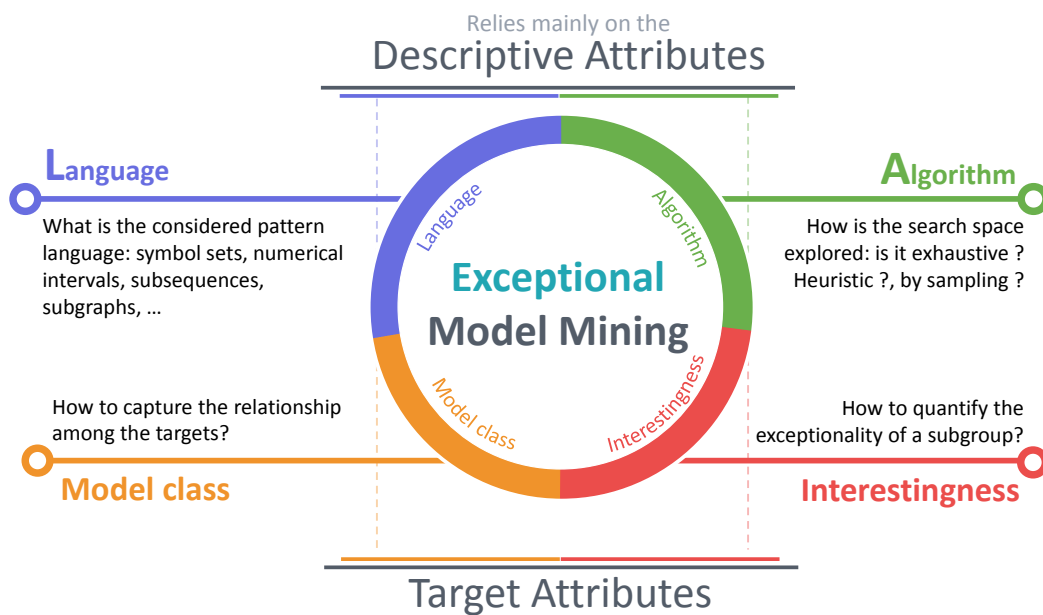 Relies mainly on the
Descriptive Attributes
Language
What is the considered pattern
language: symbol sets, numerical
intervals, subsequences,
subgraphs, ...
Algorithm
How is the search space
explored: is it exhaustive ?
Heuristic ?, by sampling ?
Language
Algorithm
Exceptional
Model Mining
Model class
Interestingness
How to capture the relationship
among the targets?
Model class
How to quantify the
exceptionality of a subgroup?
Interestingness
Target Attributes